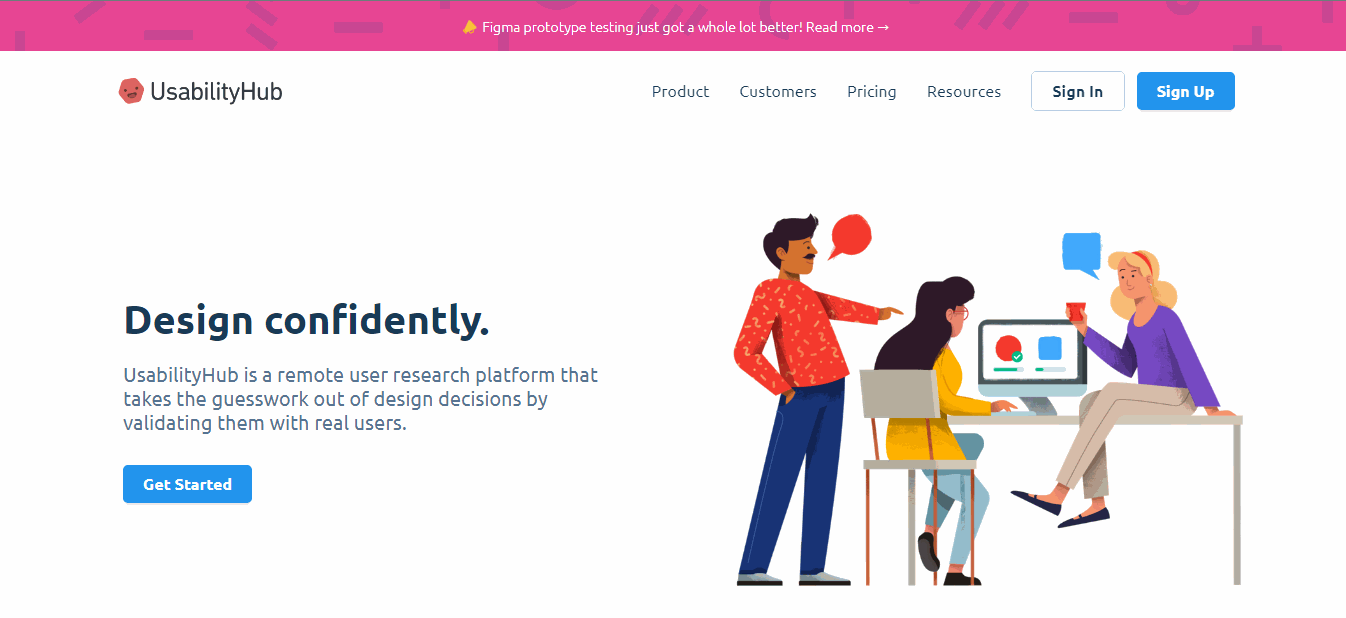 📣 Figma prototype testing just got a whole lot better! Read more →
UsabilityHub
Product Customers Pricing Resources Sign In Sign Up
Design confidently.
UsabilityHub is a remote user research platform that
takes the guesswork out of design decisions by
validating them with real users.
Get Started